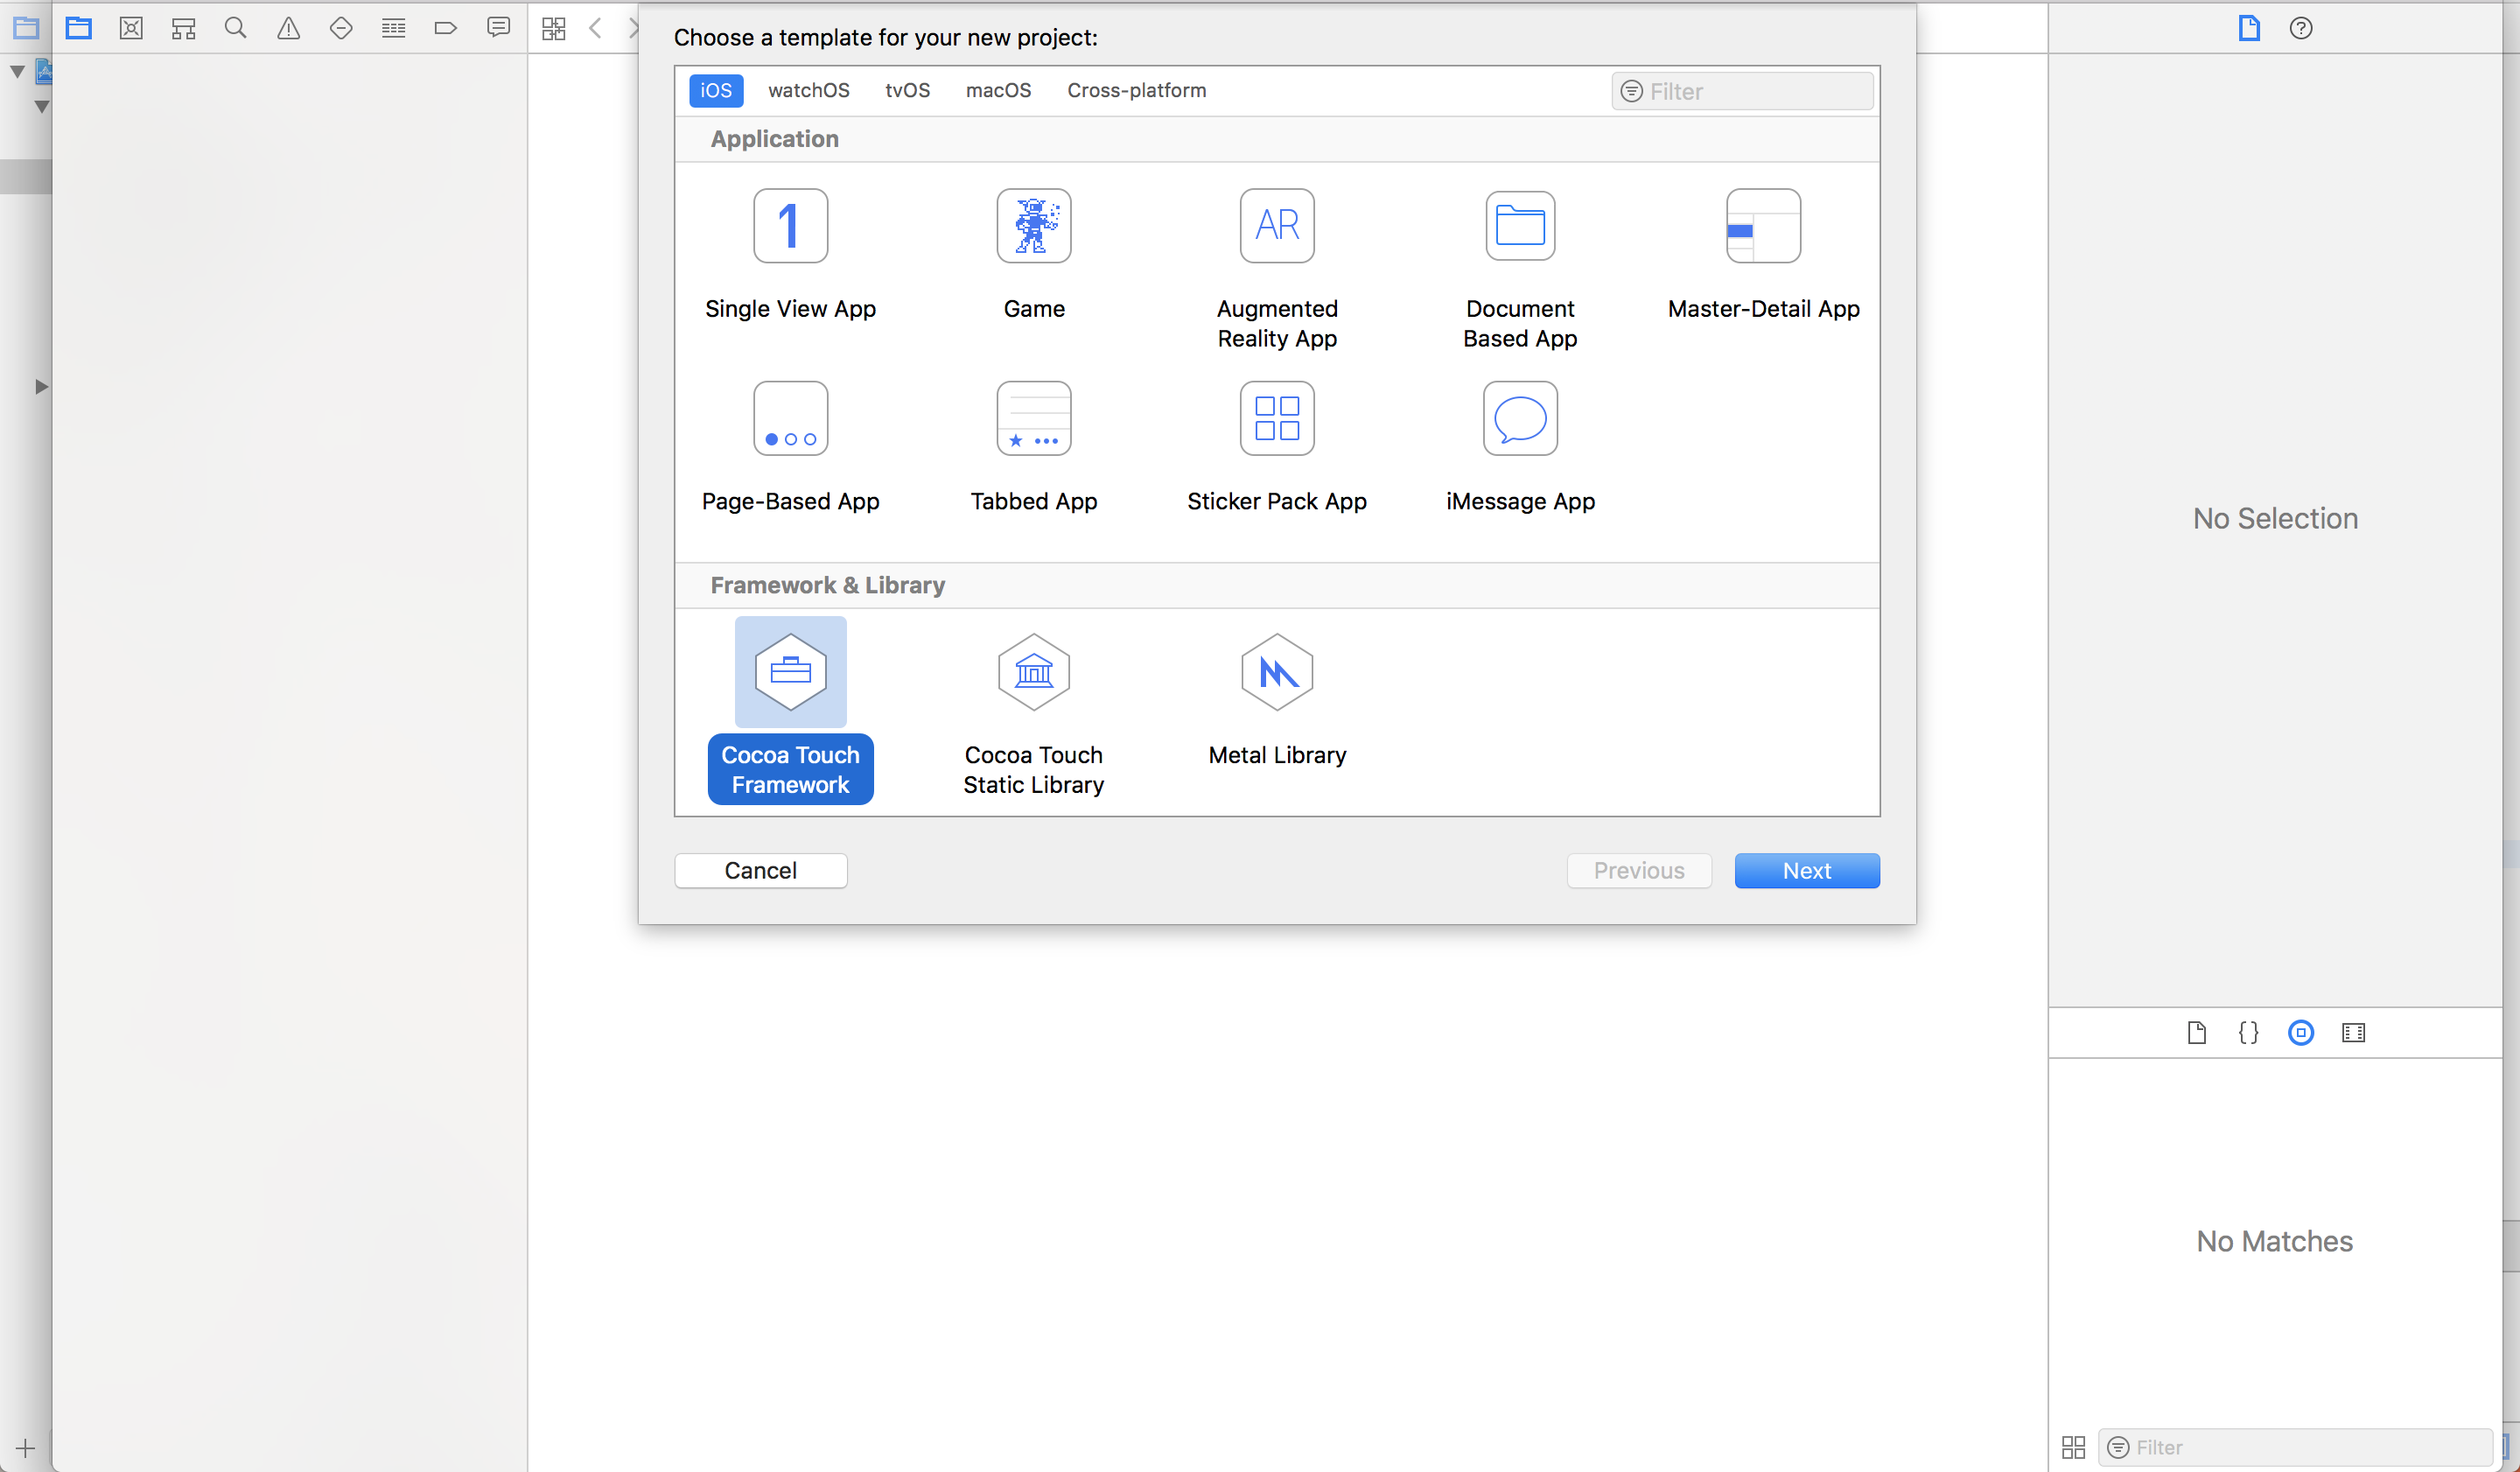 Choose a template for your new project:
iOS watchOS tvOS macOS Cross-platform Filter
Application
1 AR
Single View App Game Augmented Reality App Document Based App Master-Detail App
Page-Based App Tabbed App Sticker Pack App iMessage App
Framework & Library
Cocoa Touch Framework Cocoa Touch Static Library Metal Library
Cancel Previous Next
No Selection
{}
No Matches
Filter